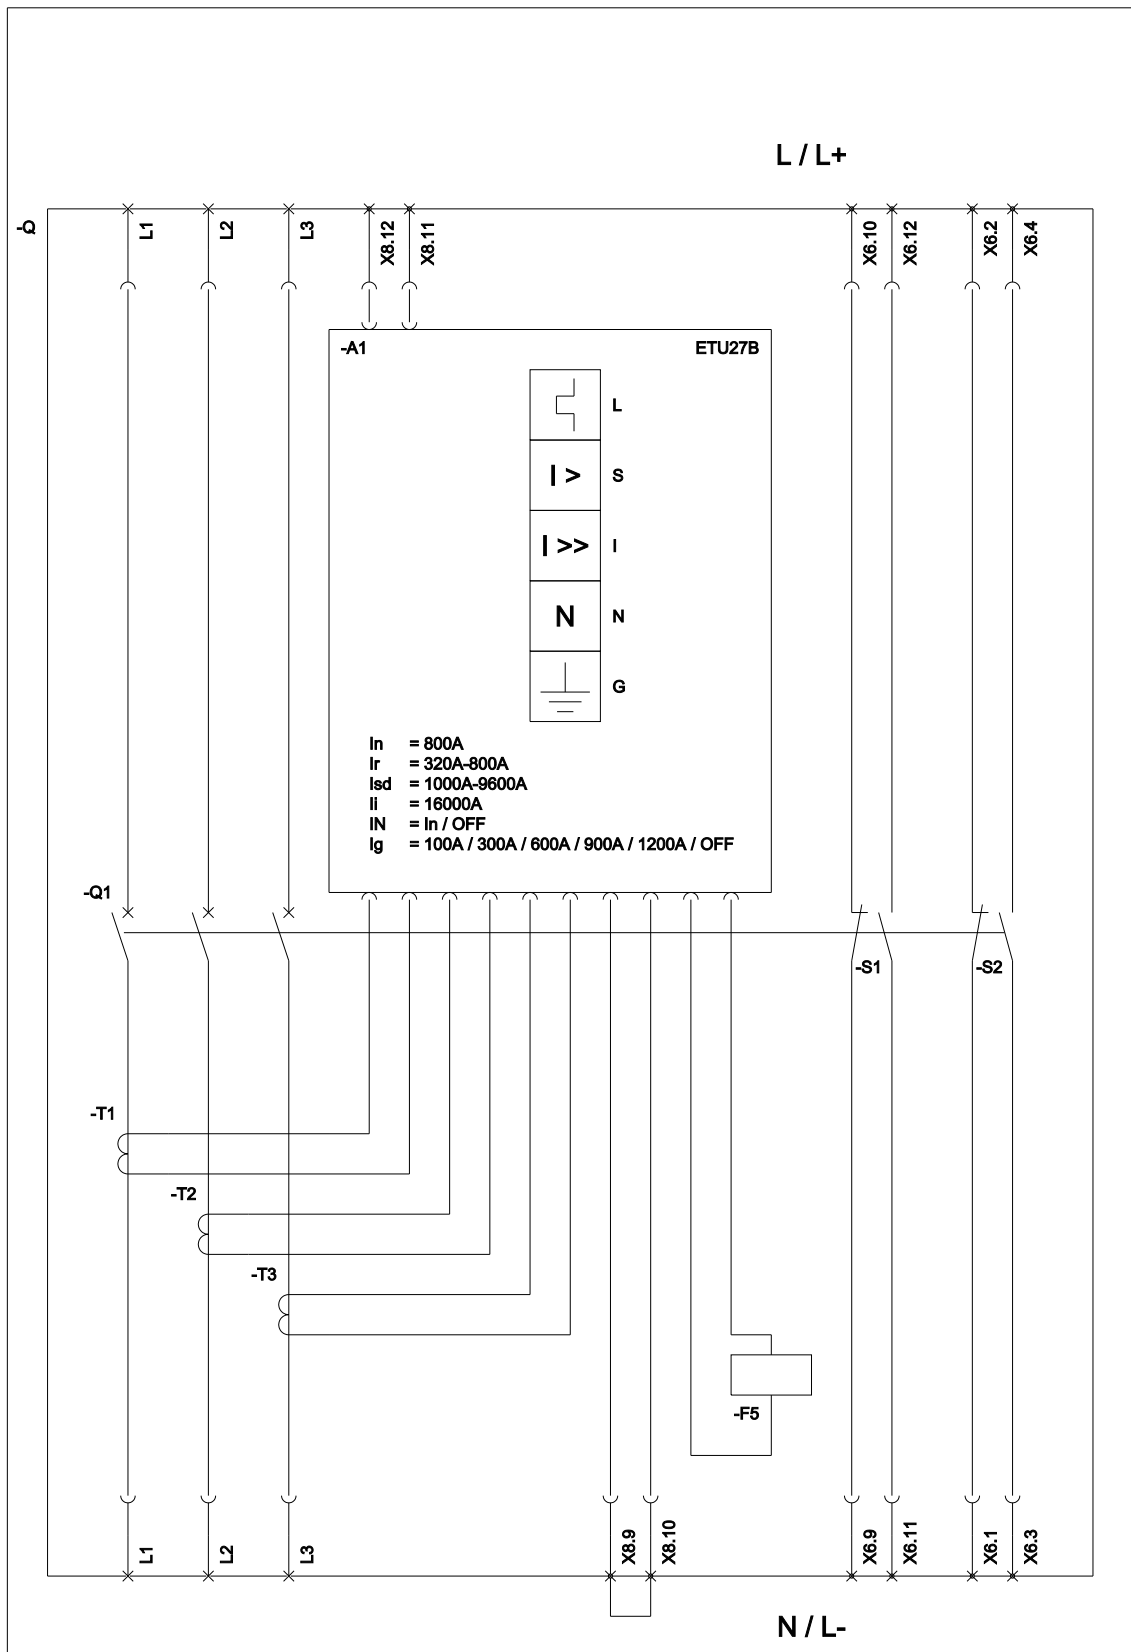 L / L+
-Q
L1
L2
L3
X8.12
X8.11
X6.10
X6.12
X6.2
X6.4
-A1
ETU27B
L
I > S
I >> I
N N
G
In = 800A
Ir = 320A-800A
Isd = 1000A-9600A
Ii = 16000A
IN = In / OFF
Ig = 100A / 300A / 600A / 900A / 1200A / OFF
-Q1
-S1
-S2
-T1
-T2
-T3
-F5
L1
L2
L3
X8.9
X8.10
X6.9
X6.11
X6.1
X6.3
N / L-